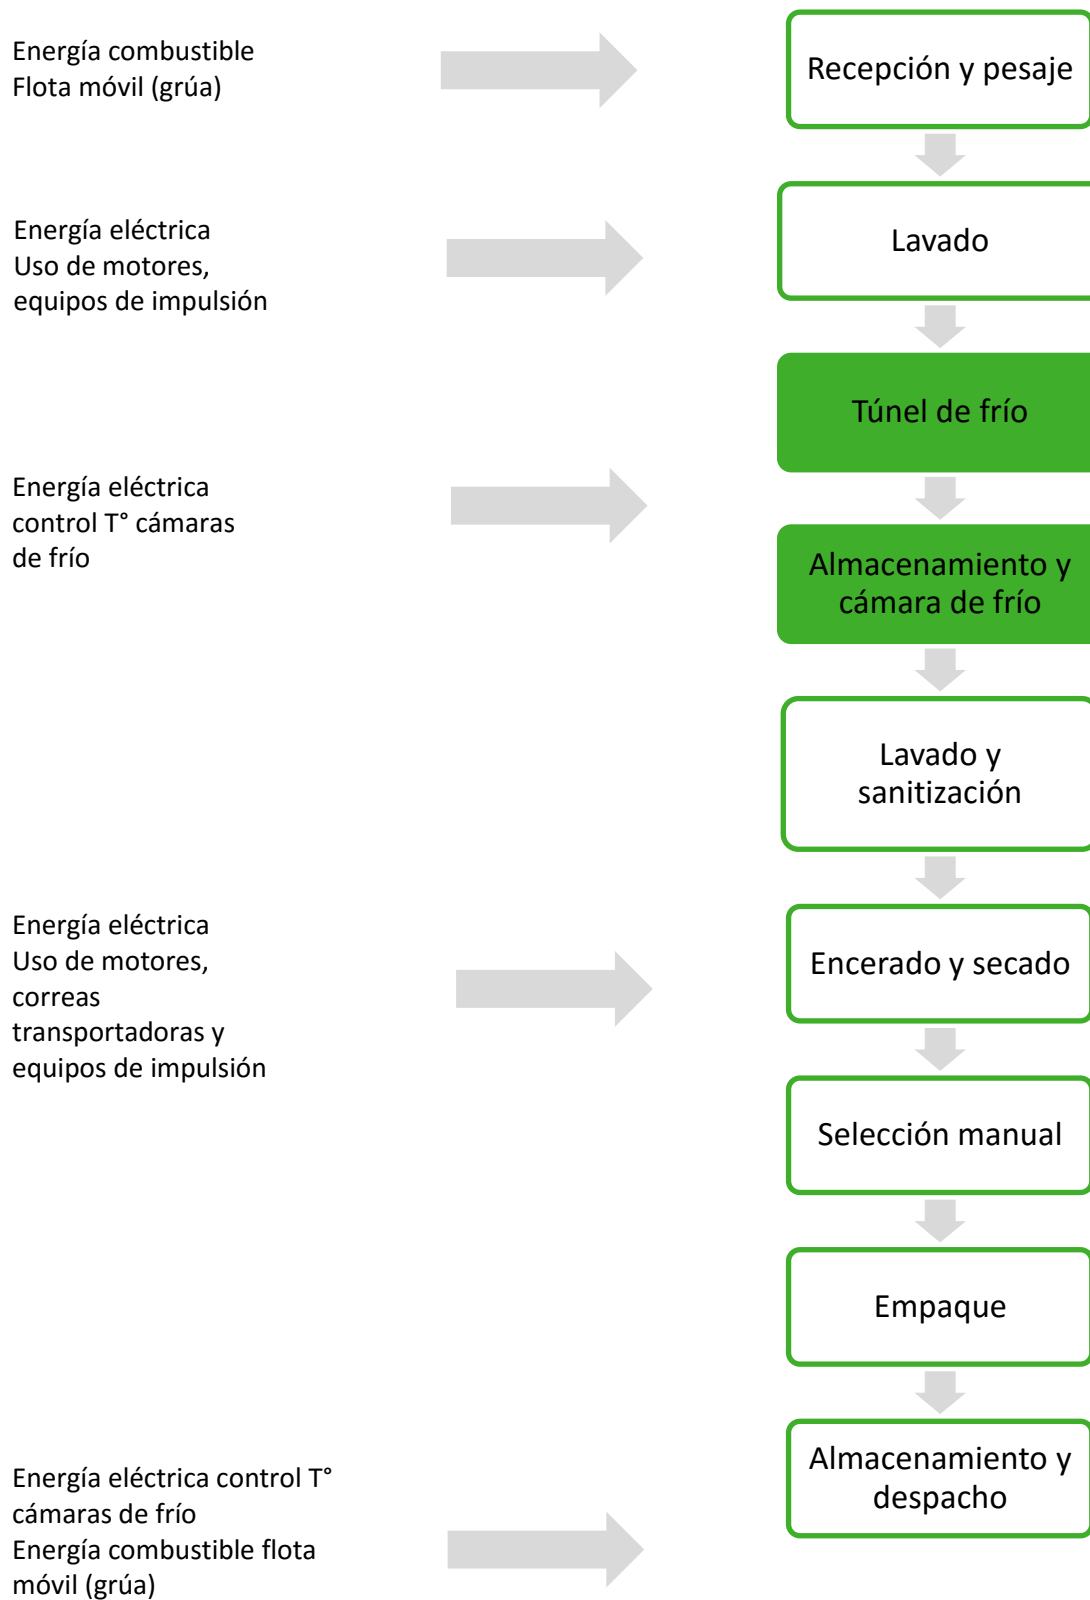 Energía combustible
Flota móvil (grúa)
Recepción y pesaje
Energía eléctrica
Uso de motores,
equipos de impulsión
Lavado
Túnel de frío
Energía eléctrica
control T° cámaras
de frío
Almacenamiento y
cámara de frío
Lavado y
sanitización
Energía eléctrica
Uso de motores,
correas
transportadoras y
equipos de impulsión
Encerado y secado
Selección manual
Empaque
Almacenamiento y
despacho
Energía eléctrica control T°
cámaras de frío
Energía combustible flota
móvil (grúa)